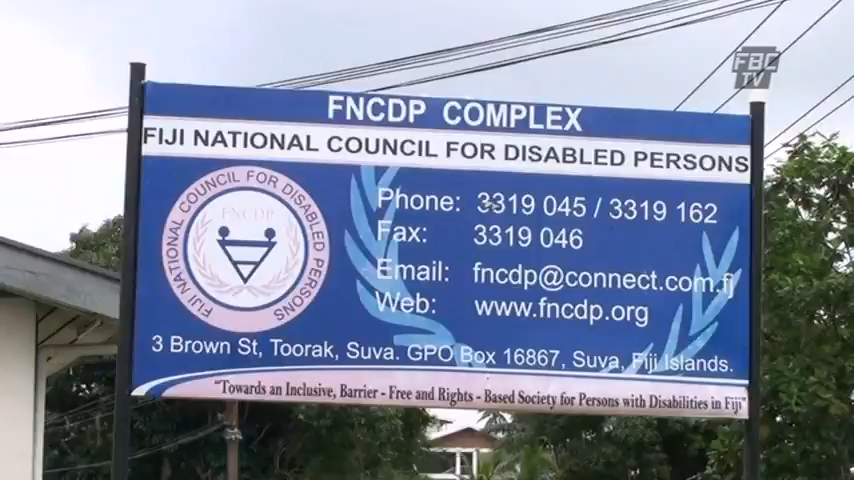 FBC
TV
FNCDP COMPLEX
FIJI NATIONAL COUNCIL FOR DISABLED PERSONS
FIJI NATIONAL COUNCIL FOR DISABLED PERSONS
FNCDP
Phone: 3319 045 / 3319 162
Fax: 3319 046
Email: fncdp@connect.com.fj
Web: www.fncdp.org
3 Brown St, Toorak, Suva. GPO Box 16867, Suva, Fiji Islands.
"Towards an Inclusive, Barrier - Free and Rights - Based Society for Persons with Disabilities in Fiji"